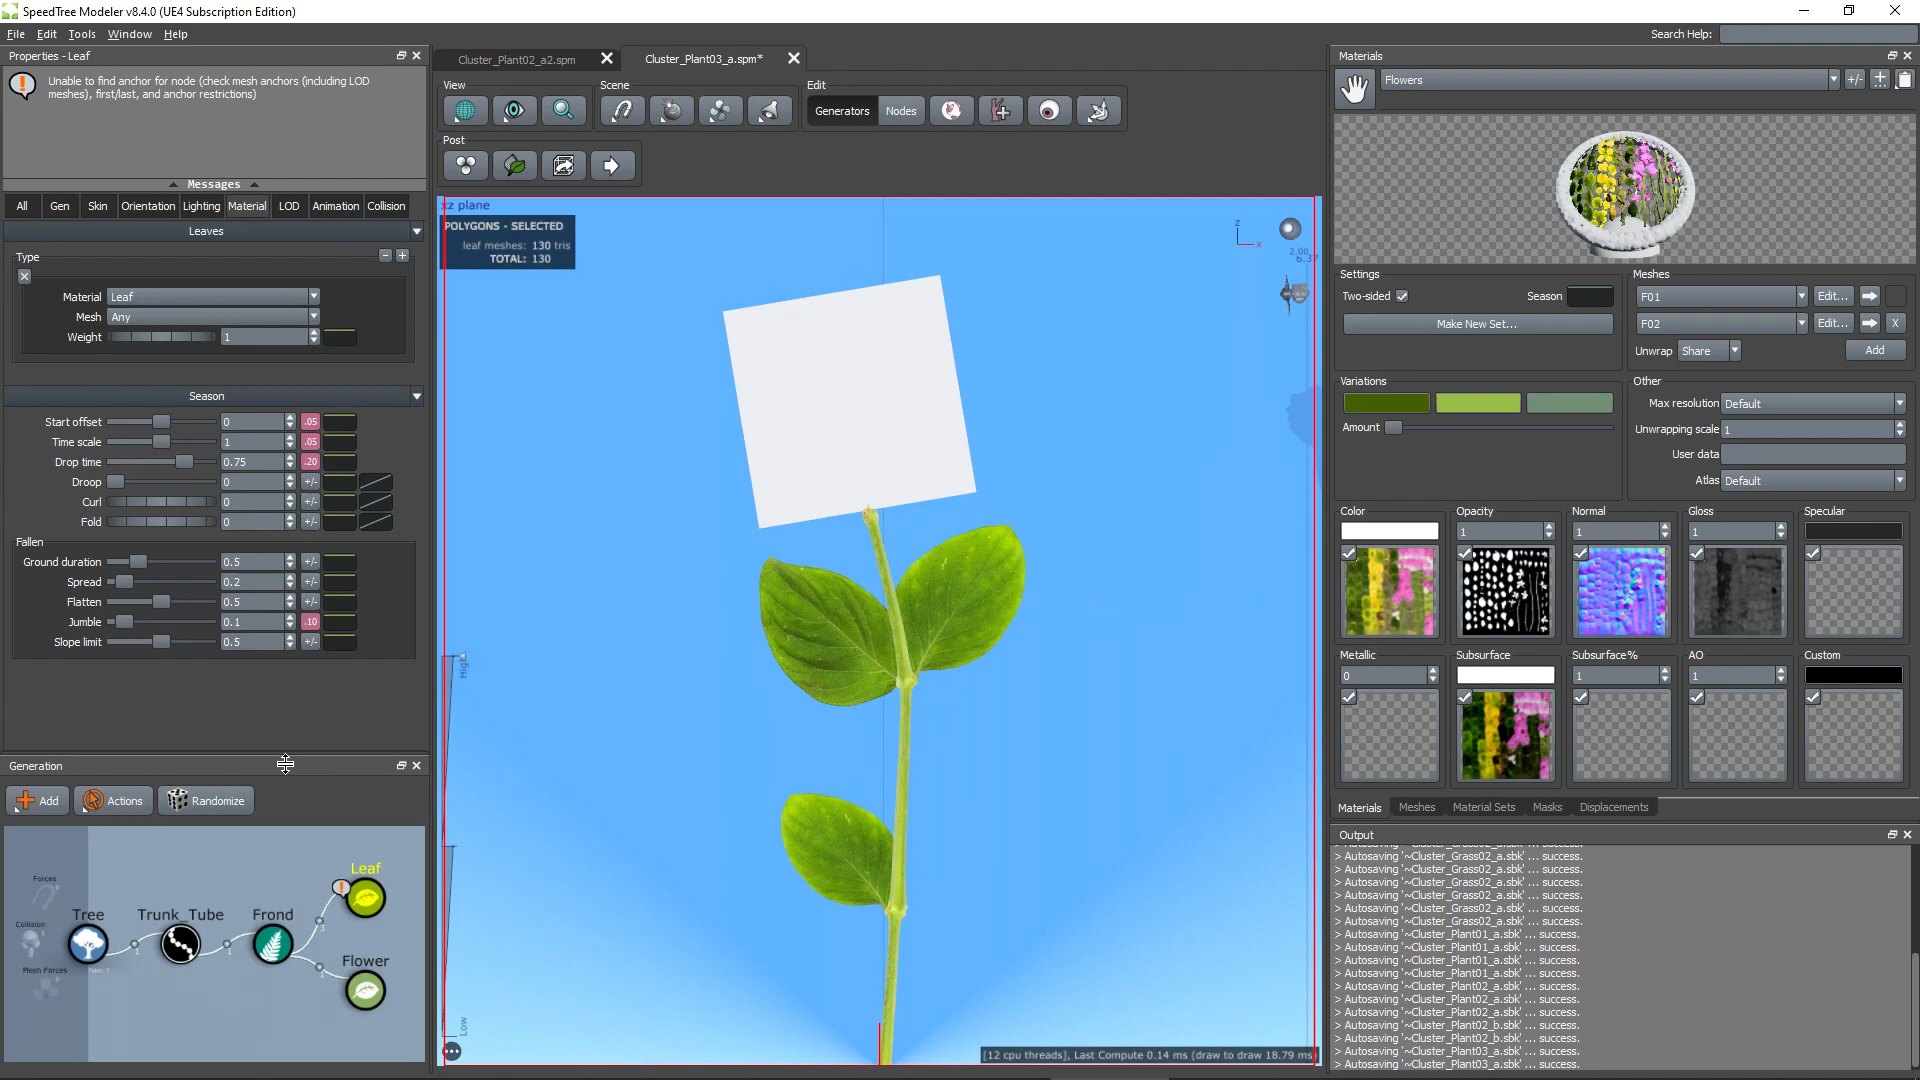 SpeedTree Modeler v8.4.0 (UE4 Subscription Edition)
File Edit Tools Window Help
Search Help:
Properties - Leaf
Unable to find anchor for node (check mesh anchors (including LOD
meshes), first/last, and anchor restrictions)
Messages
All Gen Skin Orientation Lighting Material LOD Animation Collision
Leaves
Type
Material Leaf
Mesh Any
Weight 1
Season
Start offset 0 .05
Time scale 1 .05
Drop time 0.75 .20
Droop 0 +/-
Curl 0 +/-
Fold 0 +/-
Fallen
Ground duration 0.5 +/-
Spread 0.2 +/-
Flatten 0.5 +/-
Jumble 0.1 .10
Slope limit 0.5 +/-
Generation
Add Actions Randomize
Forces
Collision
Mesh Forces
Tree
Trunk_Tube
Frond
Leaf
Flower
1
1
3
1
Cluster_Plant02_a2.spm
Cluster_Plant03_a.spm*
View
Scene
Edit
Generators Nodes
Post
xz plane
POLYGONS - SELECTED
leaf meshes: 130 tris
TOTAL: 130
z
x
2.00
High
Low
[12 cpu threads], Last Compute 0.14 ms (draw to draw 18.79 ms
Materials
Flowers
+/-
Settings
Two-sided
Season
Make New Set...
Meshes
F01 Edit...
F02 Edit... X
Unwrap Share Add
Variations
Amount
Other
Max resolution Default
Unwrapping scale 1
User data
Atlas Default
Color Opacity Normal Gloss Specular
1 1 1
Metallic Subsurface Subsurface% AO Custom
0 1 1
Materials Meshes Material Sets Masks Displacements
Output
> Autosaving '~Cluster_Grass02_a.sbk' ... success.
> Autosaving '~Cluster_Grass02_a.sbk' ... success.
> Autosaving '~Cluster_Grass02_a.sbk' ... success.
> Autosaving '~Cluster_Grass02_a.sbk' ... success.
> Autosaving '~Cluster_Grass02_a.sbk' ... success.
> Autosaving '~Cluster_Grass02_a.sbk' ... success.
> Autosaving '~Cluster_Grass02_a.sbk' ... success.
> Autosaving '~Cluster_Plant01_a.sbk' ... success.
> Autosaving '~Cluster_Plant01_a.sbk' ... success.
> Autosaving '~Cluster_Plant01_a.sbk' ... success.
> Autosaving '~Cluster_Plant01_a.sbk' ... success.
> Autosaving '~Cluster_Plant02_a.sbk' ... success.
> Autosaving '~Cluster_Plant02_a.sbk' ... success.
> Autosaving '~Cluster_Plant02_a.sbk' ... success.
> Autosaving '~Cluster_Plant02_b.sbk' ... success.
> Autosaving '~Cluster_Plant02_b.sbk' ... success.
> Autosaving '~Cluster_Plant03_a.sbk' ... success.
> Autosaving '~Cluster_Plant03_a.sbk' ... success.